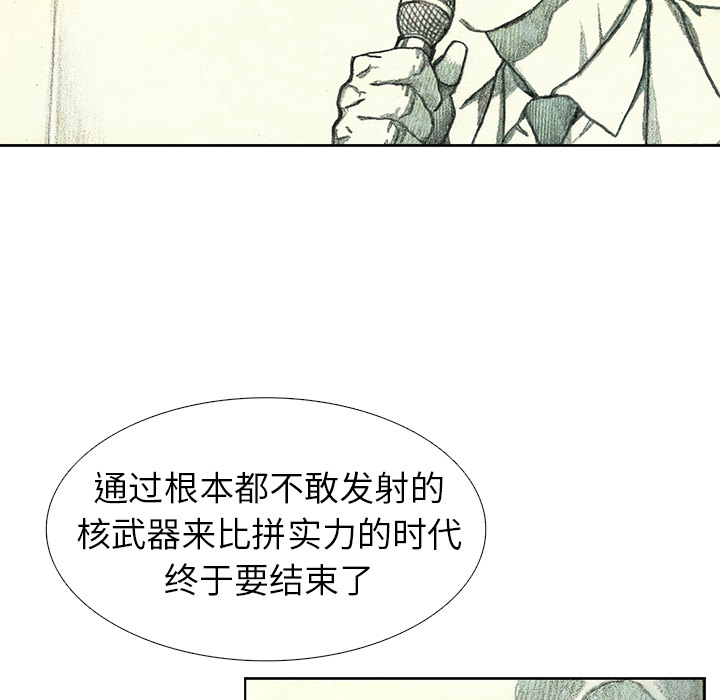 通过根本都不敢发射的
核武器来比拼实力的时代
终于要结束了